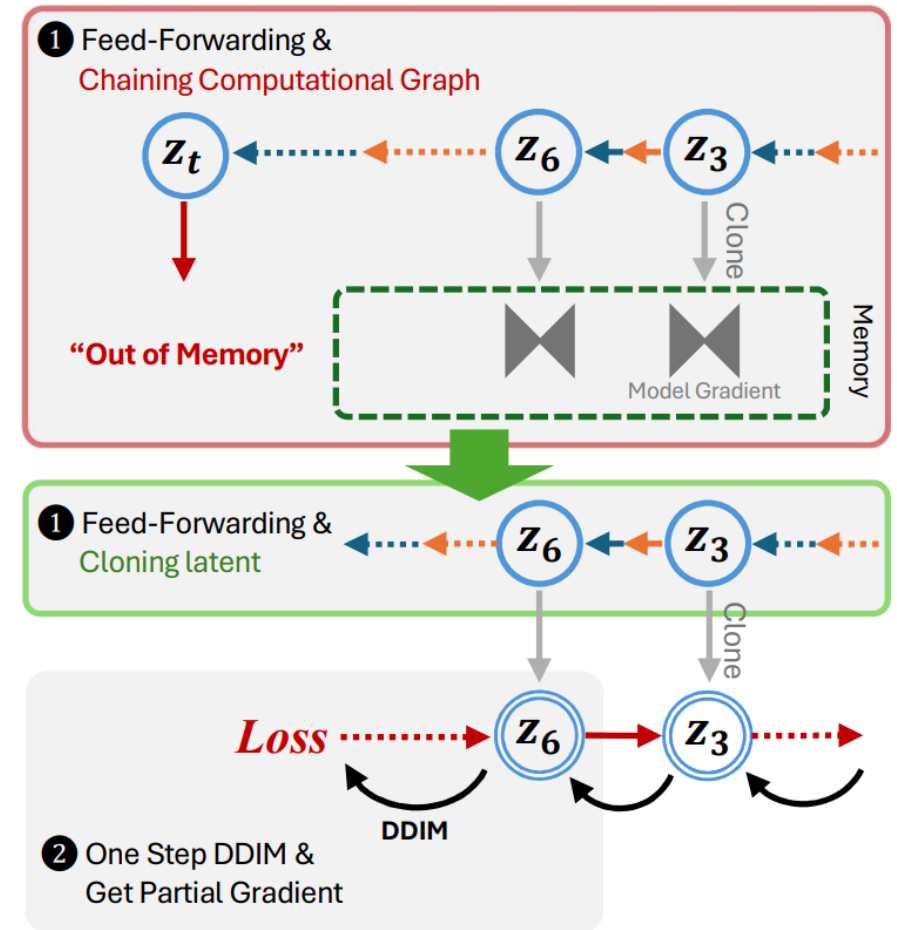 ❶ Feed-Forwarding &
Chaining Computational Graph
z_t
z_6
z_3
Clone
"Out of Memory"
Model Gradient
Memory
❶ Feed-Forwarding &
Cloning latent
z_6
z_3
Clone
Loss
z_6
z_3
DDIM
❷ One Step DDIM &
Get Partial Gradient